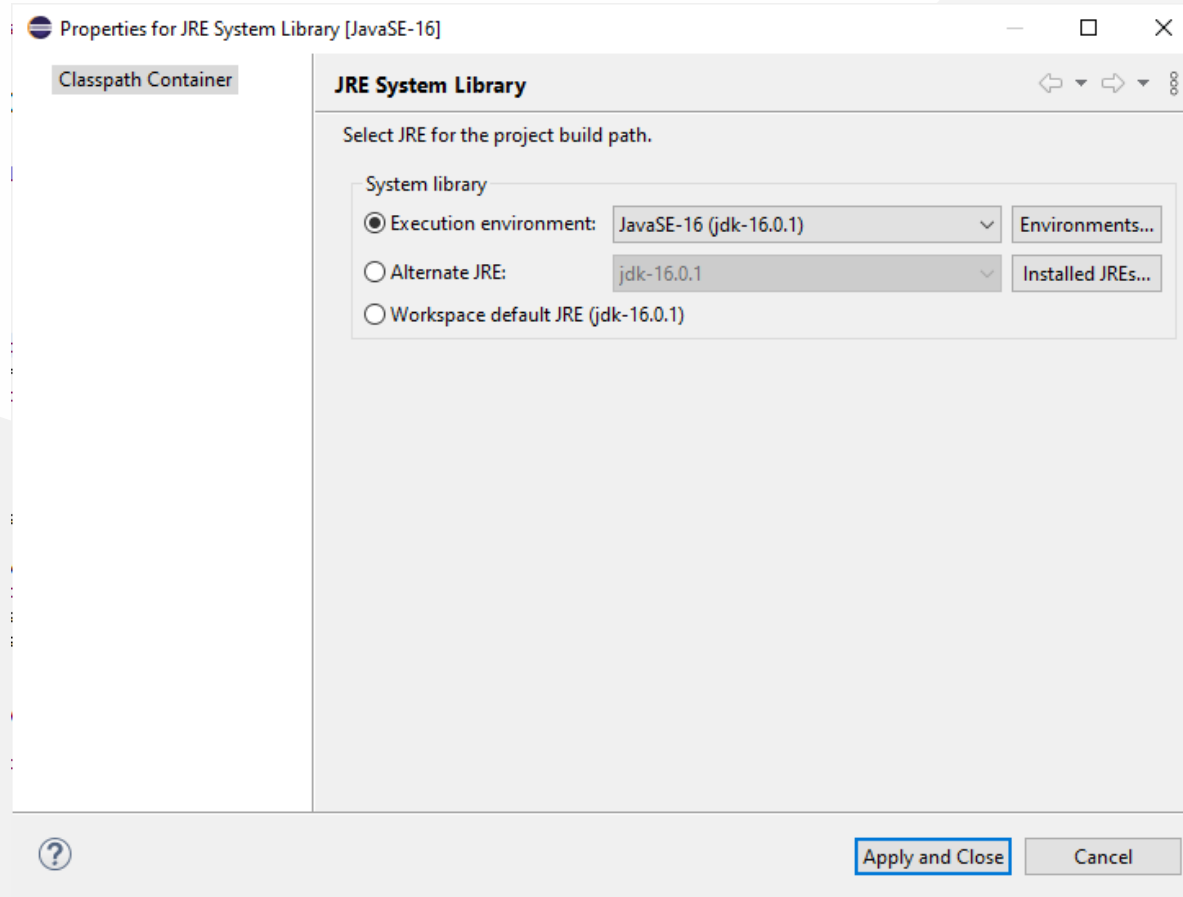 Properties for JRE System Library [JavaSE-16]
Classpath Container
JRE System Library
Select JRE for the project build path.
System library
Execution environment: JavaSE-16 (jdk-16.0.1) Environments...
Alternate JRE: jdk-16.0.1 Installed JREs...
Workspace default JRE (jdk-16.0.1)
Apply and Close Cancel